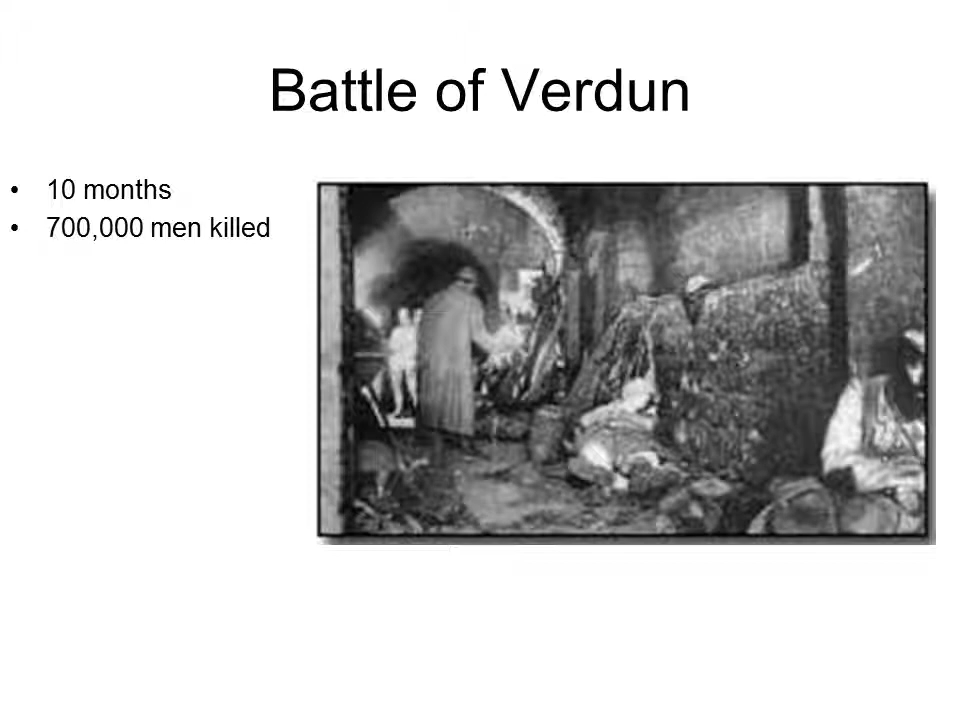 Battle of Verdun
• 10 months
• 700,000 men killed